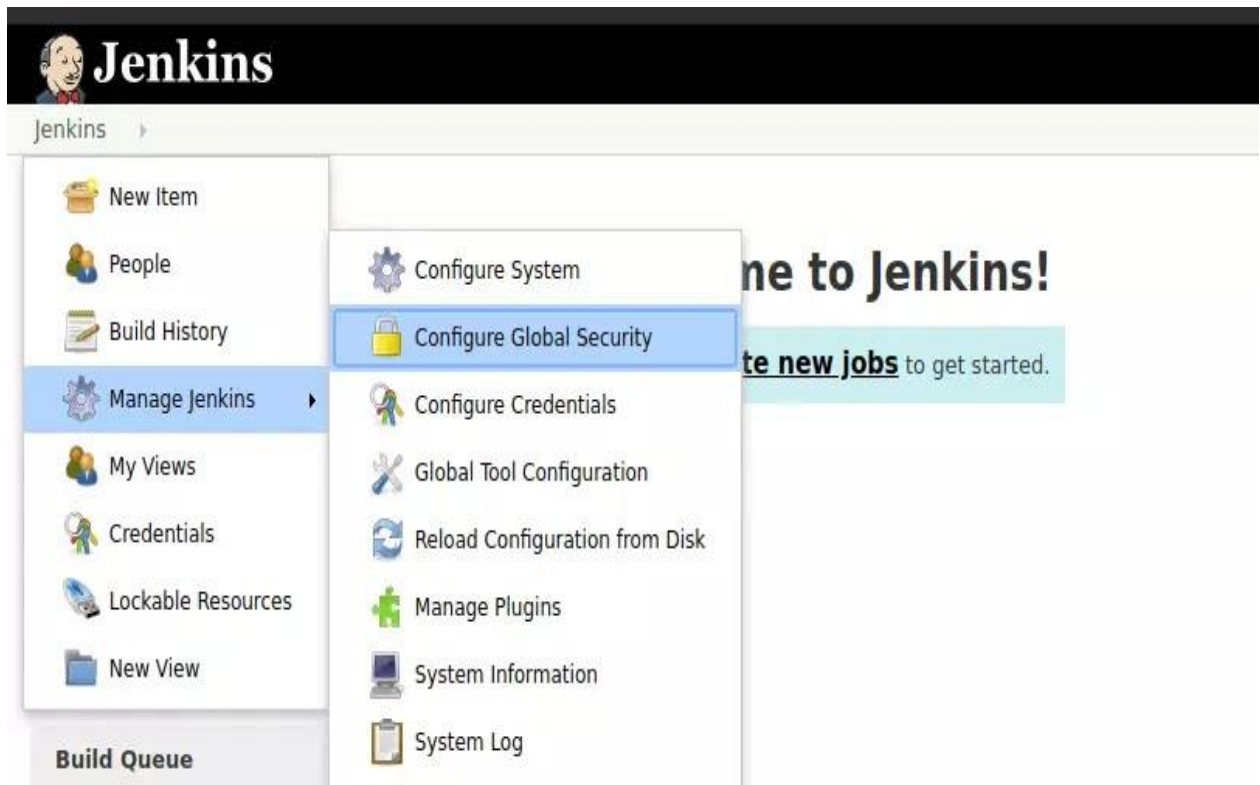 Jenkins
Jenkins
New Item
People
Build History
Manage Jenkins
My Views
Credentials
Lockable Resources
New View
Build Queue
Configure System
Configure Global Security
Configure Credentials
Global Tool Configuration
Reload Configuration from Disk
Manage Plugins
System Information
System Log
me to Jenkins!
te new jobs to get started.